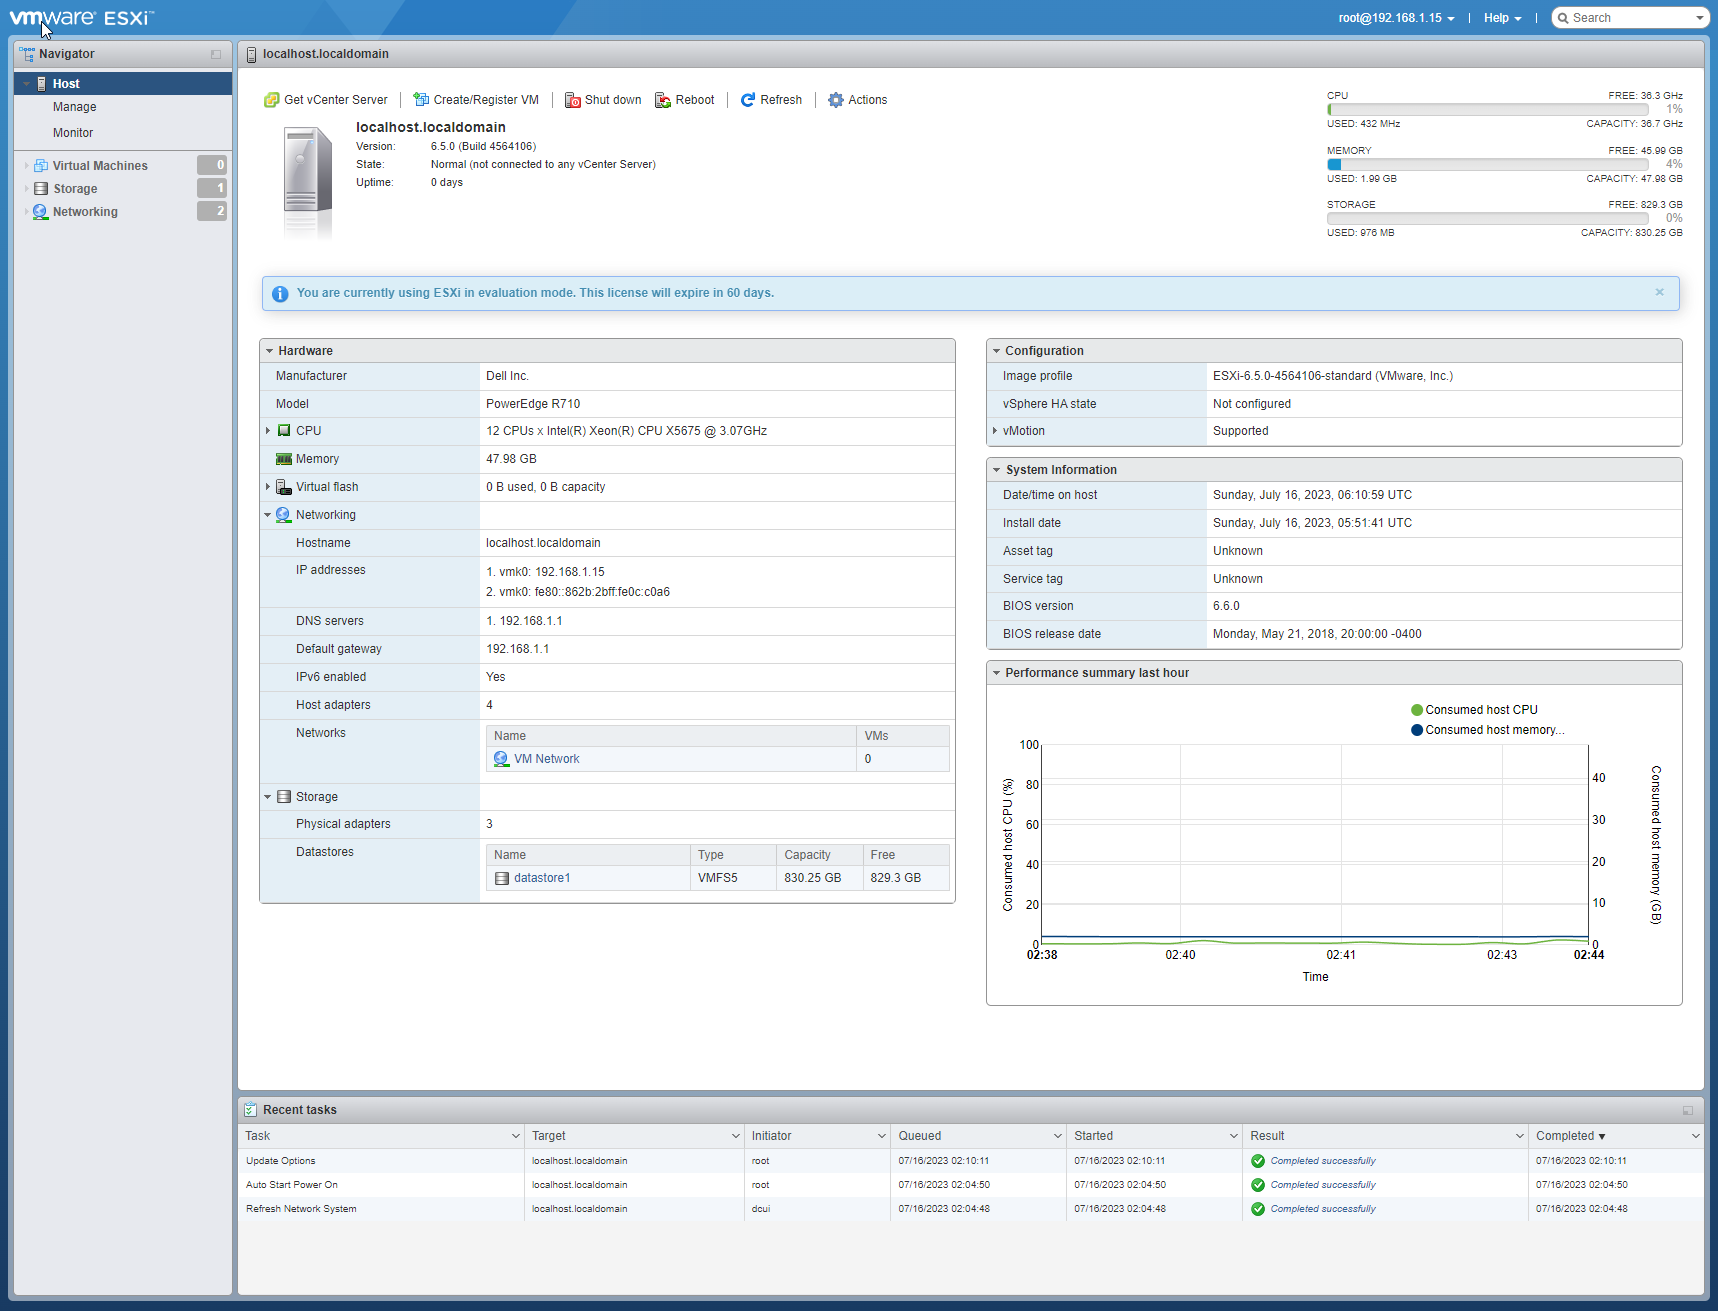 vmware® ESXi™
root@192.168.1.15 | Help | Search
Navigator
Host
Manage
Monitor
Virtual Machines 0
Storage 1
Networking 2
localhost.localdomain
Get vCenter Server | Create/Register VM | Shut down Reboot | Refresh | Actions
localhost.localdomain
Version: 6.5.0 (Build 4564106)
State: Normal (not connected to any vCenter Server)
Uptime: 0 days
CPU FREE: 36.3 GHz
1%
USED: 432 MHz CAPACITY: 36.7 GHz
MEMORY FREE: 45.99 GB
4%
USED: 1.99 GB CAPACITY: 47.98 GB
STORAGE FREE: 829.3 GB
0%
USED: 976 MB CAPACITY: 830.25 GB
You are currently using ESXi in evaluation mode. This license will expire in 60 days.
Hardware
Manufacturer Dell Inc.
Model PowerEdge R710
CPU 12 CPUs x Intel(R) Xeon(R) CPU X5675 @ 3.07GHz
Memory 47.98 GB
Virtual flash 0 B used, 0 B capacity
Networking
Hostname localhost.localdomain
IP addresses 1. vmk0: 192.168.1.15
2. vmk0: fe80::862b:2bff:fe0c:c0a6
DNS servers 1. 192.168.1.1
Default gateway 192.168.1.1
IPv6 enabled Yes
Host adapters 4
Networks Name VMs
VM Network 0
Storage
Physical adapters 3
Datastores Name Type Capacity Free
datastore1 VMFS5 830.25 GB 829.3 GB
Configuration
Image profile ESXi-6.5.0-4564106-standard (VMware, Inc.)
vSphere HA state Not configured
vMotion Supported
System Information
Date/time on host Sunday, July 16, 2023, 06:10:59 UTC
Install date Sunday, July 16, 2023, 05:51:41 UTC
Asset tag Unknown
Service tag Unknown
BIOS version 6.6.0
BIOS release date Monday, May 21, 2018, 20:00:00 -0400
Performance summary last hour
Consumed host CPU
Consumed host memory...
Consumed host CPU (%)
100
80
60
40
20
0
40
30
20
10
0
Consumed host memory (GB)
02:38 02:40 02:41 02:43 02:44
Time
Recent tasks
Task Target Initiator Queued Started Result Completed
Update Options localhost.localdomain root 07/16/2023 02:10:11 07/16/2023 02:10:11 Completed successfully 07/16/2023 02:10:11
Auto Start Power On localhost.localdomain root 07/16/2023 02:04:50 07/16/2023 02:04:50 Completed successfully 07/16/2023 02:04:50
Refresh Network System localhost.localdomain dcui 07/16/2023 02:04:48 07/16/2023 02:04:48 Completed successfully 07/16/2023 02:04:48